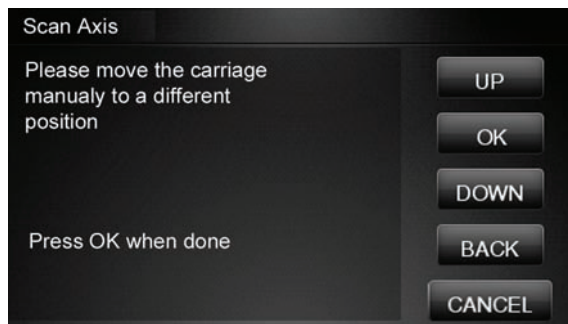 Scan Axis
Please move the carriage
manualy to a different
position
Press OK when done
UP
OK
DOWN
BACK
CANCEL